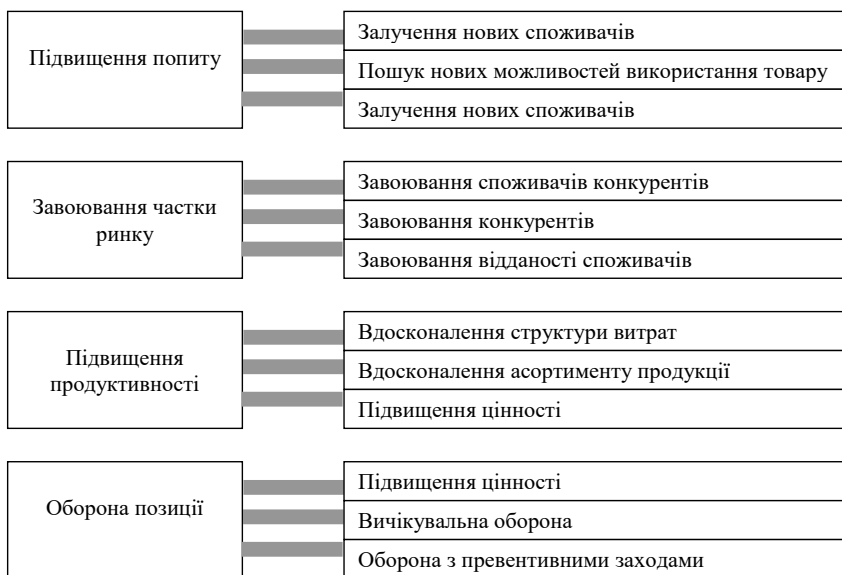 Підвищення попиту
Залучення нових споживачів
Пошук нових можливостей використання товару
Залучення нових споживачів
Завоювання частки
ринку
Завоювання споживачів конкурентів
Завоювання конкурентів
Завоювання відданості споживачів
Підвищення
продуктивності
Вдосконалення структури витрат
Вдосконалення асортименту продукції
Підвищення цінності
Оборона позиції
Підвищення цінності
Вичікувальна оборона
Оборона з превентивними заходами